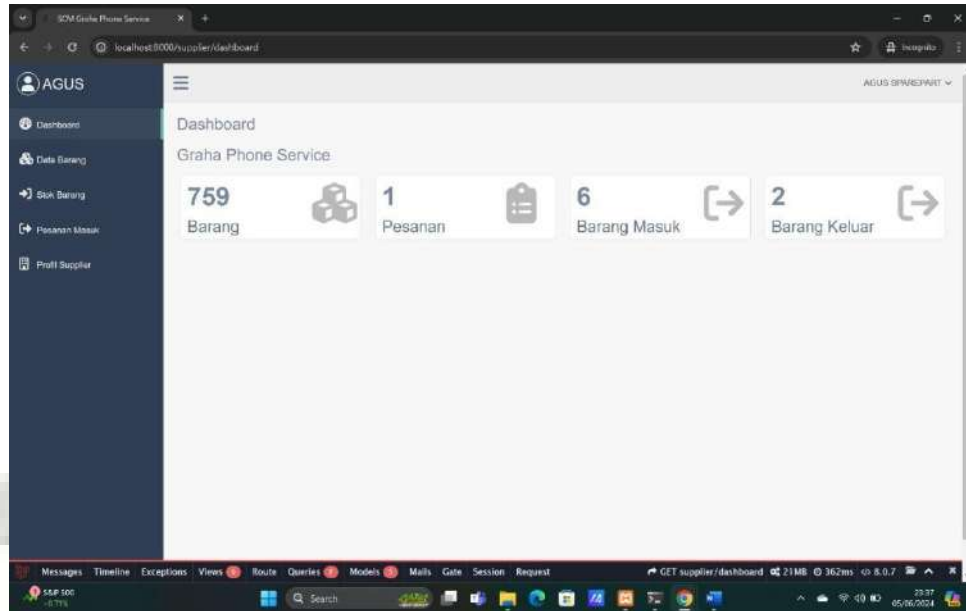 SCM Graha Phone Service
localhost:8000/supplier/dashboard
Incognito
AGUS
AGUS SPAREPART
Dashboard
Data Barang
Stok Barang
Pesanan Masuk
Profil Supplier
Dashboard
Graha Phone Service
759
Barang
1
Pesanan
6
Barang Masuk
2
Barang Keluar
Messages Timeline Exceptions Views Route Queries Models Mails Gate Session Request
GET supplier/dashboard 21MB 362ms 8.0.7
S&P 500
-0.71%
Search
23:37
05/06/2024